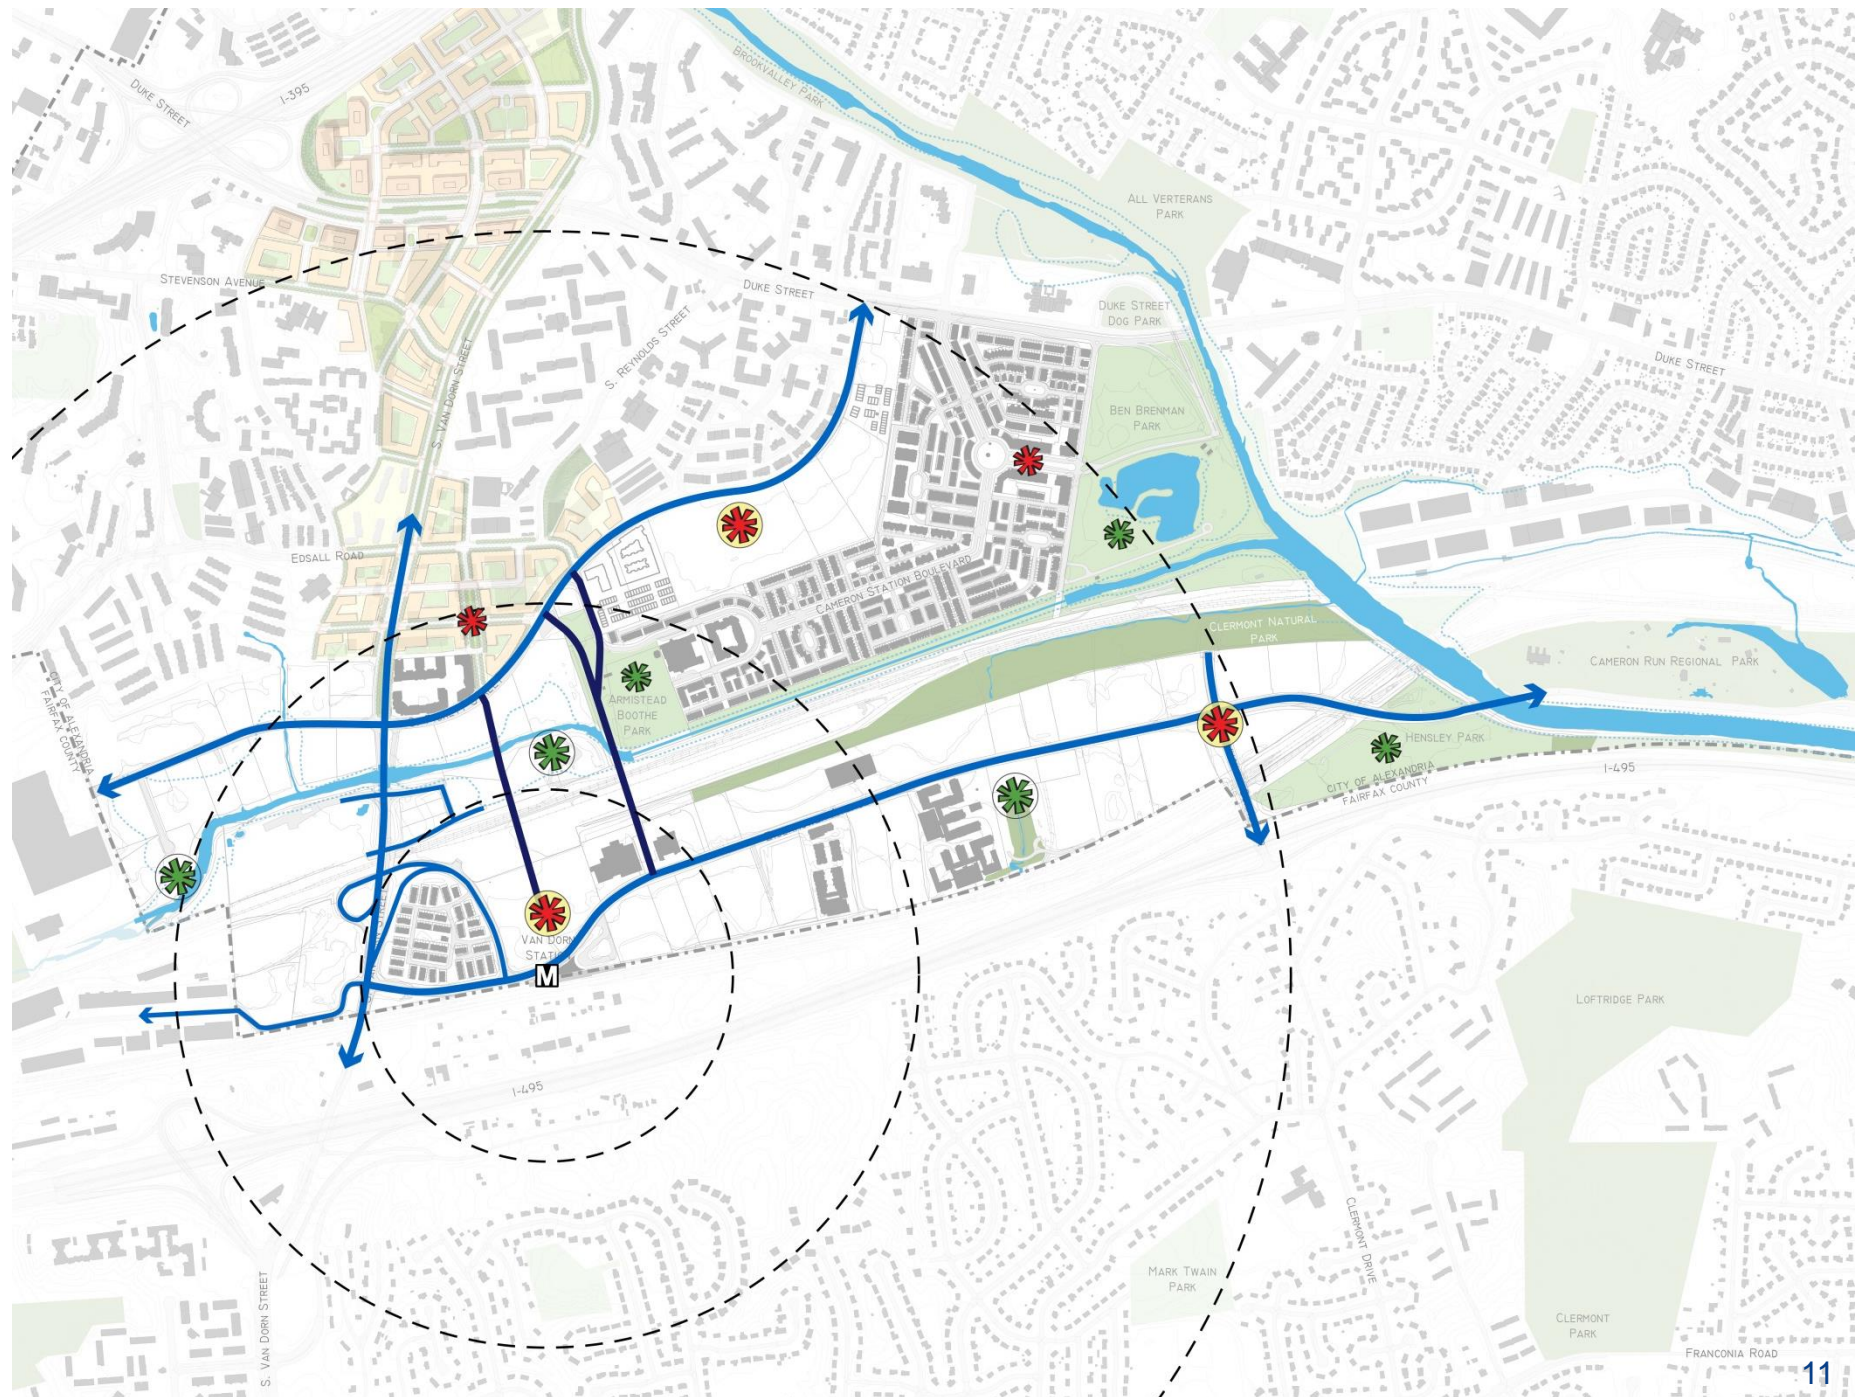 BROOKVALLEY PARK
DUKE STREET
I-395
ALL VERTERANS
PARK
STEVENSON AVENUE
DUKE STREET
DUKE STREET
DOG PARK
S. REYNOLDS STREET
DUKE STREET
S. VAN DORN STREET
BEN BRENMAN
PARK
EDSALL ROAD
CAMERON STATION BOULEVARD
CLERMONT NATURAL
PARK
CAMERON RUN REGIONAL PARK
CITY OF ALEXANDRIA
FAIRFAX COUNTY
ARMISTEAD
BOOTHE
PARK
HENSLEY PARK
I-495
CITY OF ALEXANDRIA
FAIRFAX COUNTY
VAN DORN
STATION
M
LOFTRIDGE PARK
I-495
CLERMONT DRIVE
MARK TWAIN
PARK
S. VAN DORN STREET
CLERMONT
PARK
FRANCONIA ROAD
11